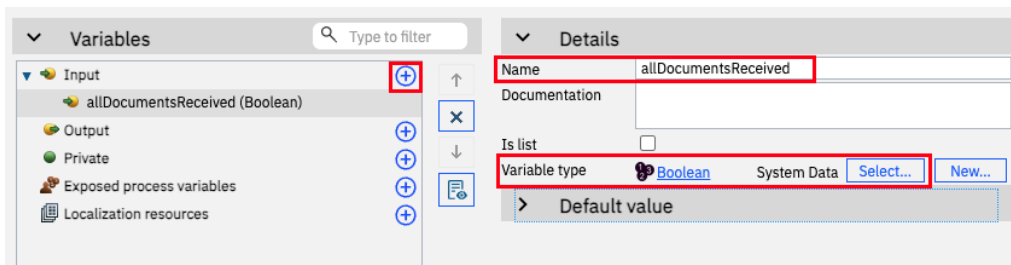 Variables
Type to filter
Input
allDocumentsReceived (Boolean)
Output
Private
Exposed process variables
Localization resources
Details
Name allDocumentsReceived
Documentation
Is list
Variable type Boolean System Data Select... New...
Default value